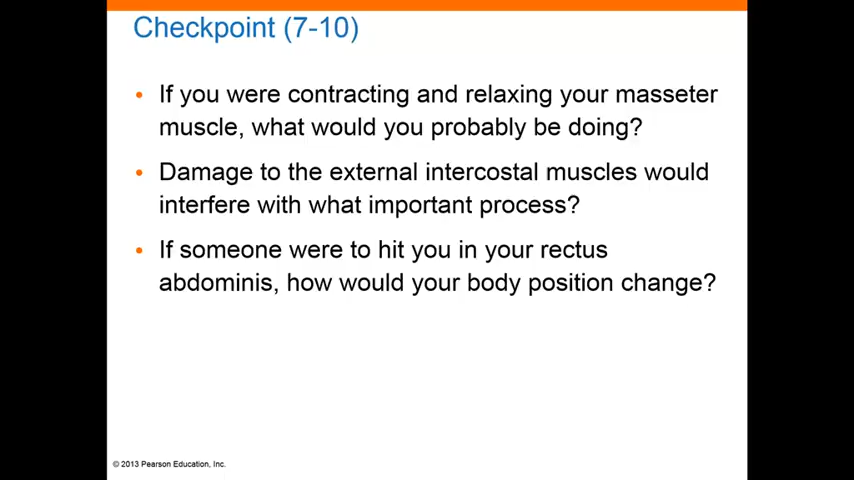 Checkpoint (7-10)
• If you were contracting and relaxing your masseter
muscle, what would you probably be doing?
• Damage to the external intercostal muscles would
interfere with what important process?
• If someone were to hit you in your rectus
abdominis, how would your body position change?
© 2013 Pearson Education, Inc.